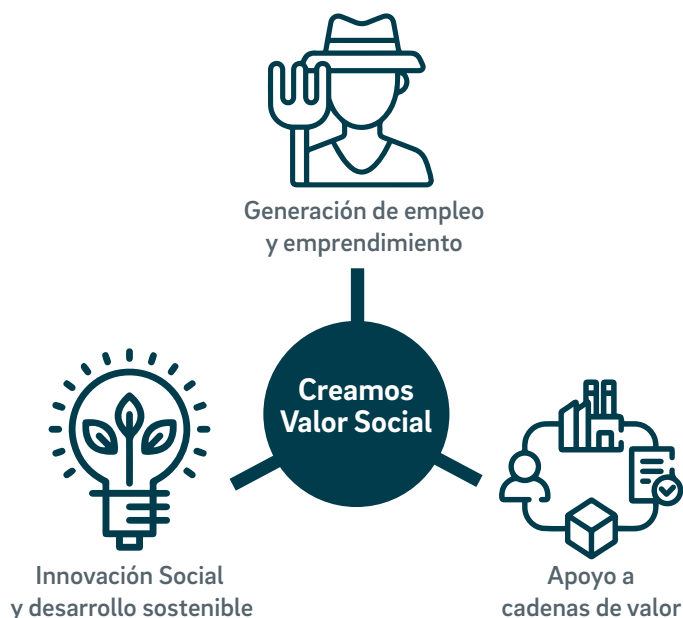 Generación de empleo
y emprendimiento
Creamos
Valor Social
Innovación Social
y desarrollo sostenible
Apoyo a
cadenas de valor